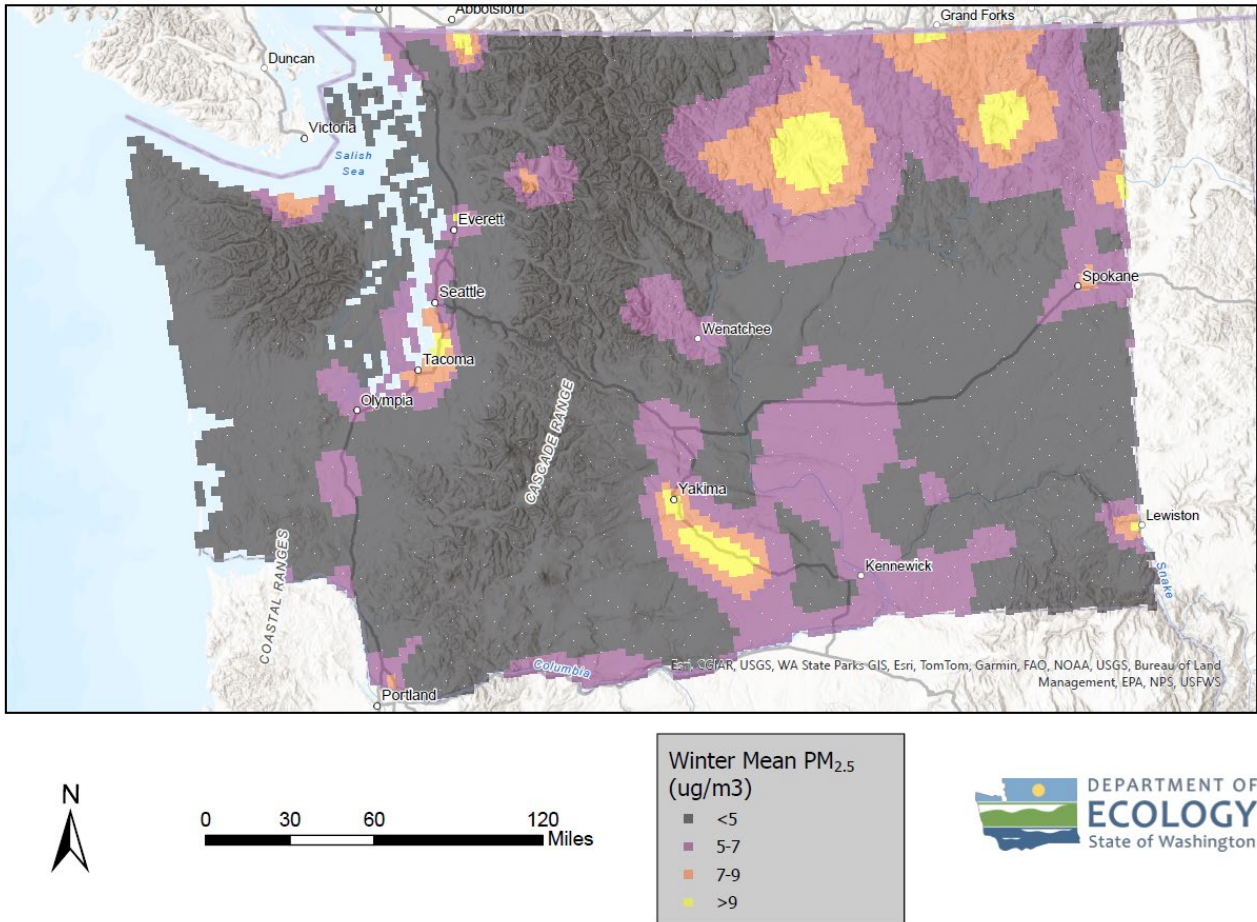 Abbotsford
Grand Forks
Duncan
Victoria
Salish
Sea
Everett
Seattle
Spokane
Wenatchee
Tacoma
Olympia
CASCADE RANGE
Yakima
Lewiston
Kennewick
COASTAL RANGES
Snake
Columbia
Esri, CGIAR, USGS, WA State Parks GIS, Esri, TomTom, Garmin, FAO, NOAA, USGS, Bureau of Land
Management, EPA, NPS, USFWS
Portland
N
0 30 60 120
Miles
Winter Mean PM2.5
(ug/m3)
<5
5-7
7-9
>9
DEPARTMENT OF
ECOLOGY
State of Washington